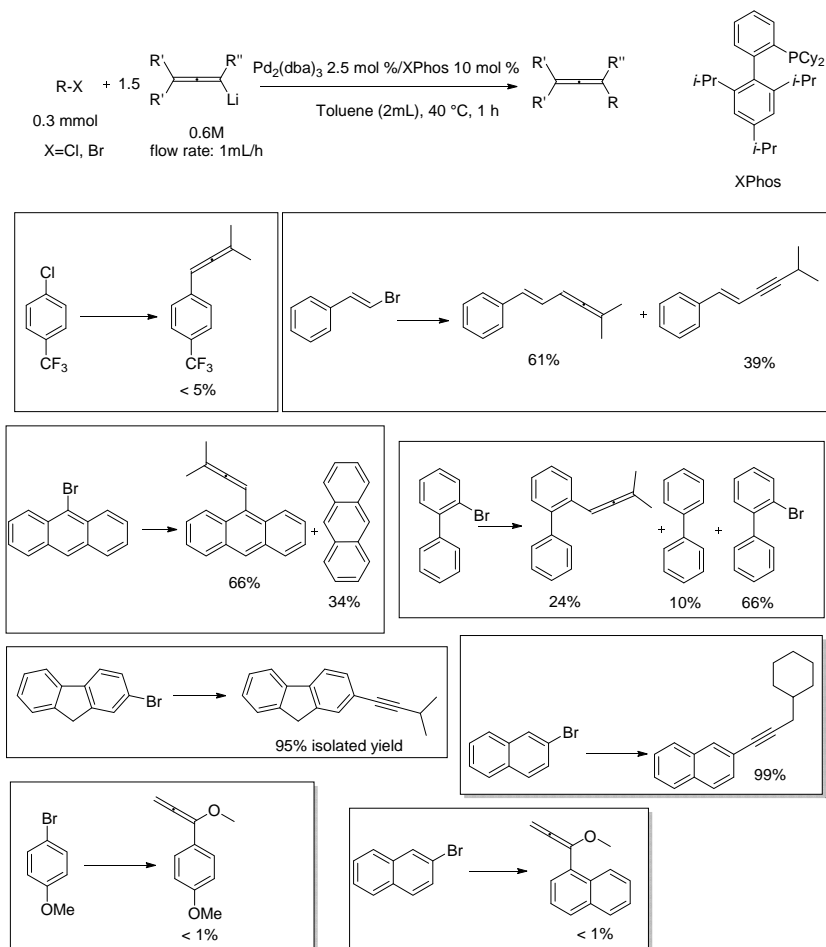 R-X + 1.5
R' R" R' Li
Pd2(dba)3 2.5 mol %/XPhos 10 mol %
Toluene (2mL), 40 °C, 1 h
R' R" R' R
0.3 mmol
X=Cl, Br
0.6M
flow rate: 1mL/h
PCy2
i-Pr i-Pr
i-Pr
XPhos
Cl
CF3
CF3
< 5%
Br
+
61%
39%
Br
+
66%
34%
Br
+ +
Br
24% 10% 66%
Br
95% isolated yield
Br
99%
Br
OMe
O
OMe
< 1%
Br
O
< 1%